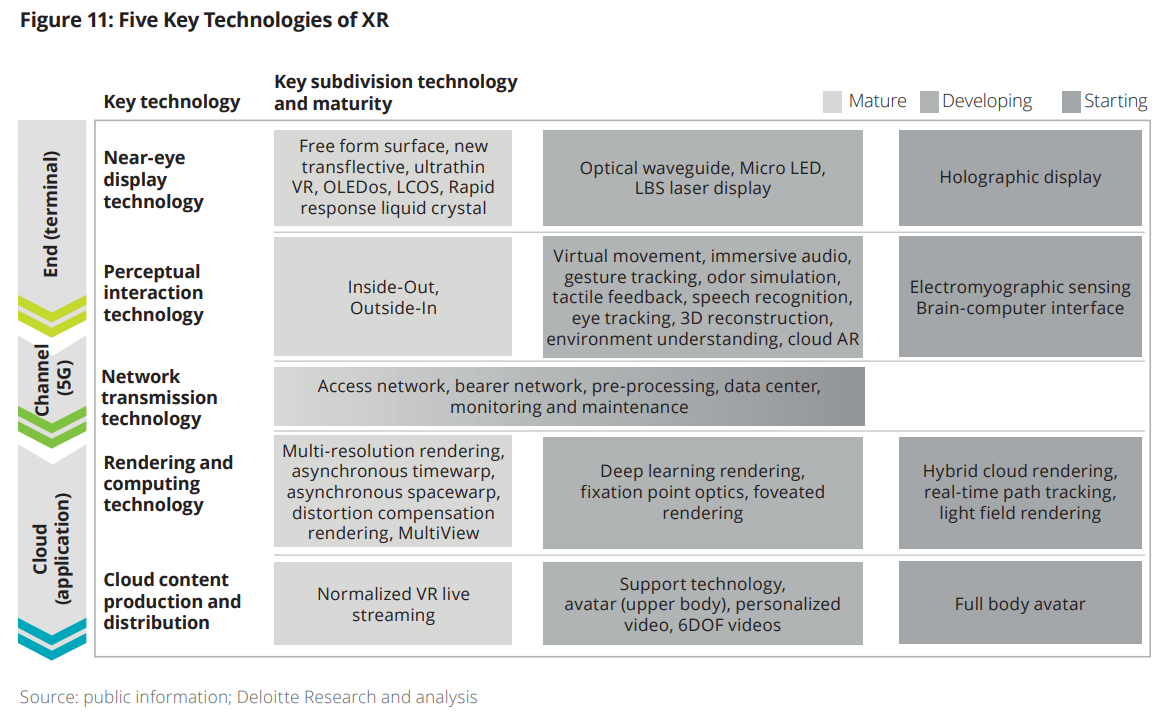 Figure 11: Five Key Technologies of XR
Key technology
Key subdivision technology
and maturity
Mature
Developing
Starting
End (terminal)
Near-eye
display
technology
Free form surface, new
transflective, ultrathin
VR, OLEDos, LCOS, Rapid
response liquid crystal
Optical waveguide, Micro LED,
LBS laser display
Holographic display
Perceptual
interaction
technology
Inside-Out,
Outside-In
Virtual movement, immersive audio,
gesture tracking, odor simulation,
tactile feedback, speech recognition,
eye tracking, 3D reconstruction,
environment understanding, cloud AR
Electromyographic sensing
Brain-computer interface
Channel
(5G)
Network
transmission
technology
Access network, bearer network, pre-processing, data center,
monitoring and maintenance
Cloud
(application)
Rendering and
computing
technology
Multi-resolution rendering,
asynchronous timewarp,
asynchronous spacewarp,
distortion compensation
rendering, MultiView
Deep learning rendering,
fixation point optics, foveated
rendering
Hybrid cloud rendering,
real-time path tracking,
light field rendering
Cloud content
production and
distribution
Normalized VR live
streaming
Support technology,
avatar (upper body), personalized
video, 6DOF videos
Full body avatar
Source: public information; Deloitte Research and analysis